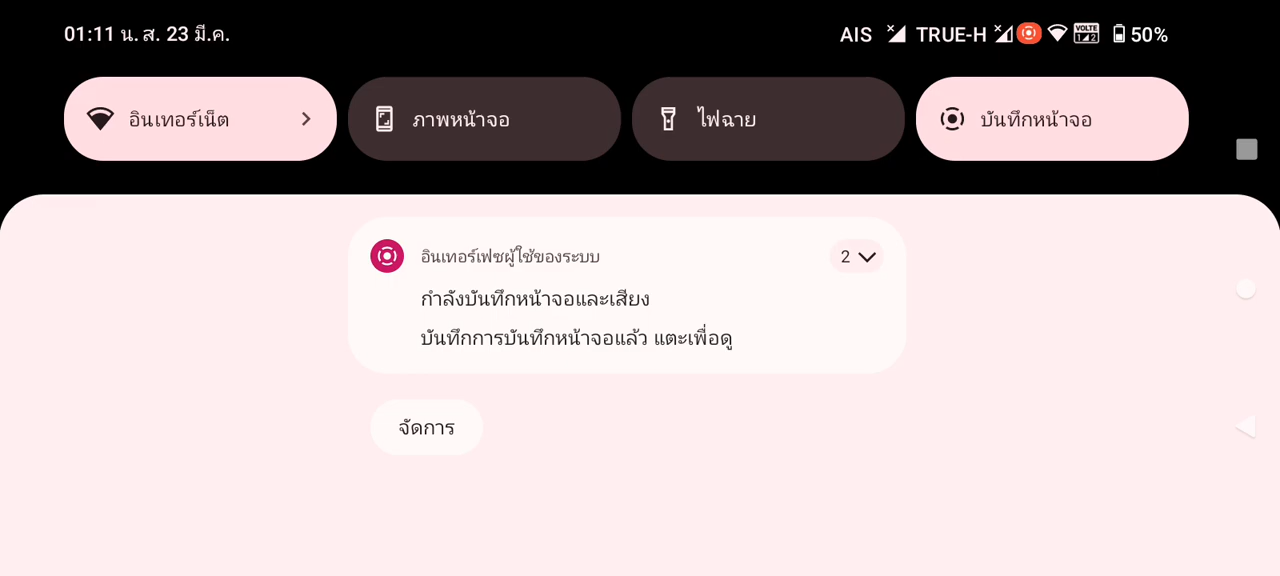 01:11 น. ส. 23 มี.ค.
AIS TRUE-H VOLTE 1 2 50%
อินเทอร์เน็ต
ภาพหน้าจอ
ไฟฉาย
บันทึกหน้าจอ
อินเทอร์เฟซผู้ใช้ของระบบ
2
กำลังบันทึกหน้าจอและเสียง
บันทึกการบันทึกหน้าจอแล้ว แตะเพื่อดู
จัดการ